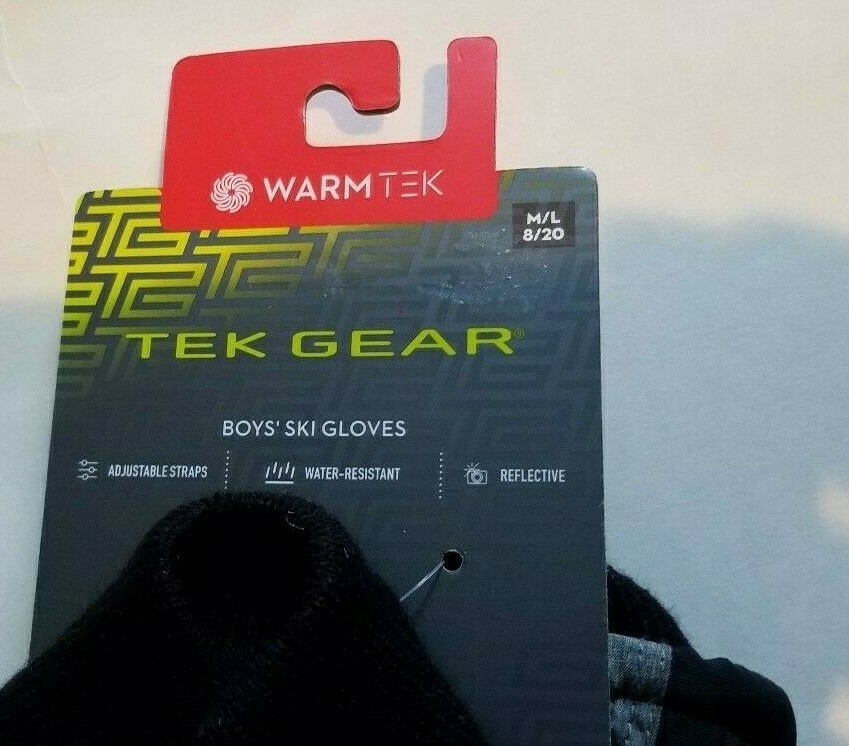 WARMTEK
M/L
8/20
TEK GEAR®
BOYS' SKI GLOVES
ADJUSTABLE STRAPS
WATER-RESISTANT
REFLECTIVE